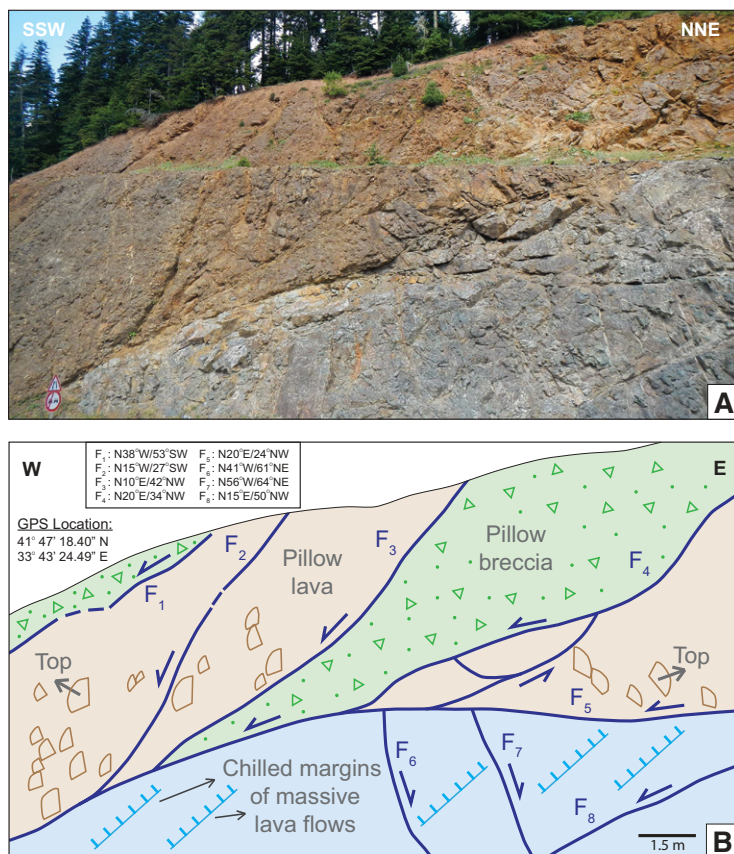 SSW
NNE
A
W
E
F₁: N38°W/53°SW F₅: N20°E/24°NW
F₂: N15°W/27°SW F₆: N41°W/61°NE
F₃: N10°E/42°NW F₇: N56°W/64°NE
F₄: N20°E/34°NW F₈: N15°E/50°NW
GPS Location:
41° 47' 18.40" N
33° 43' 24.49" E
F₁
F₂
Pillow
lava
F₃
Pillow
breccia
F₄
Top
Top
F₅
F₆
F₇
F₈
Chilled margins
of massive
lava flows
1.5 m
B